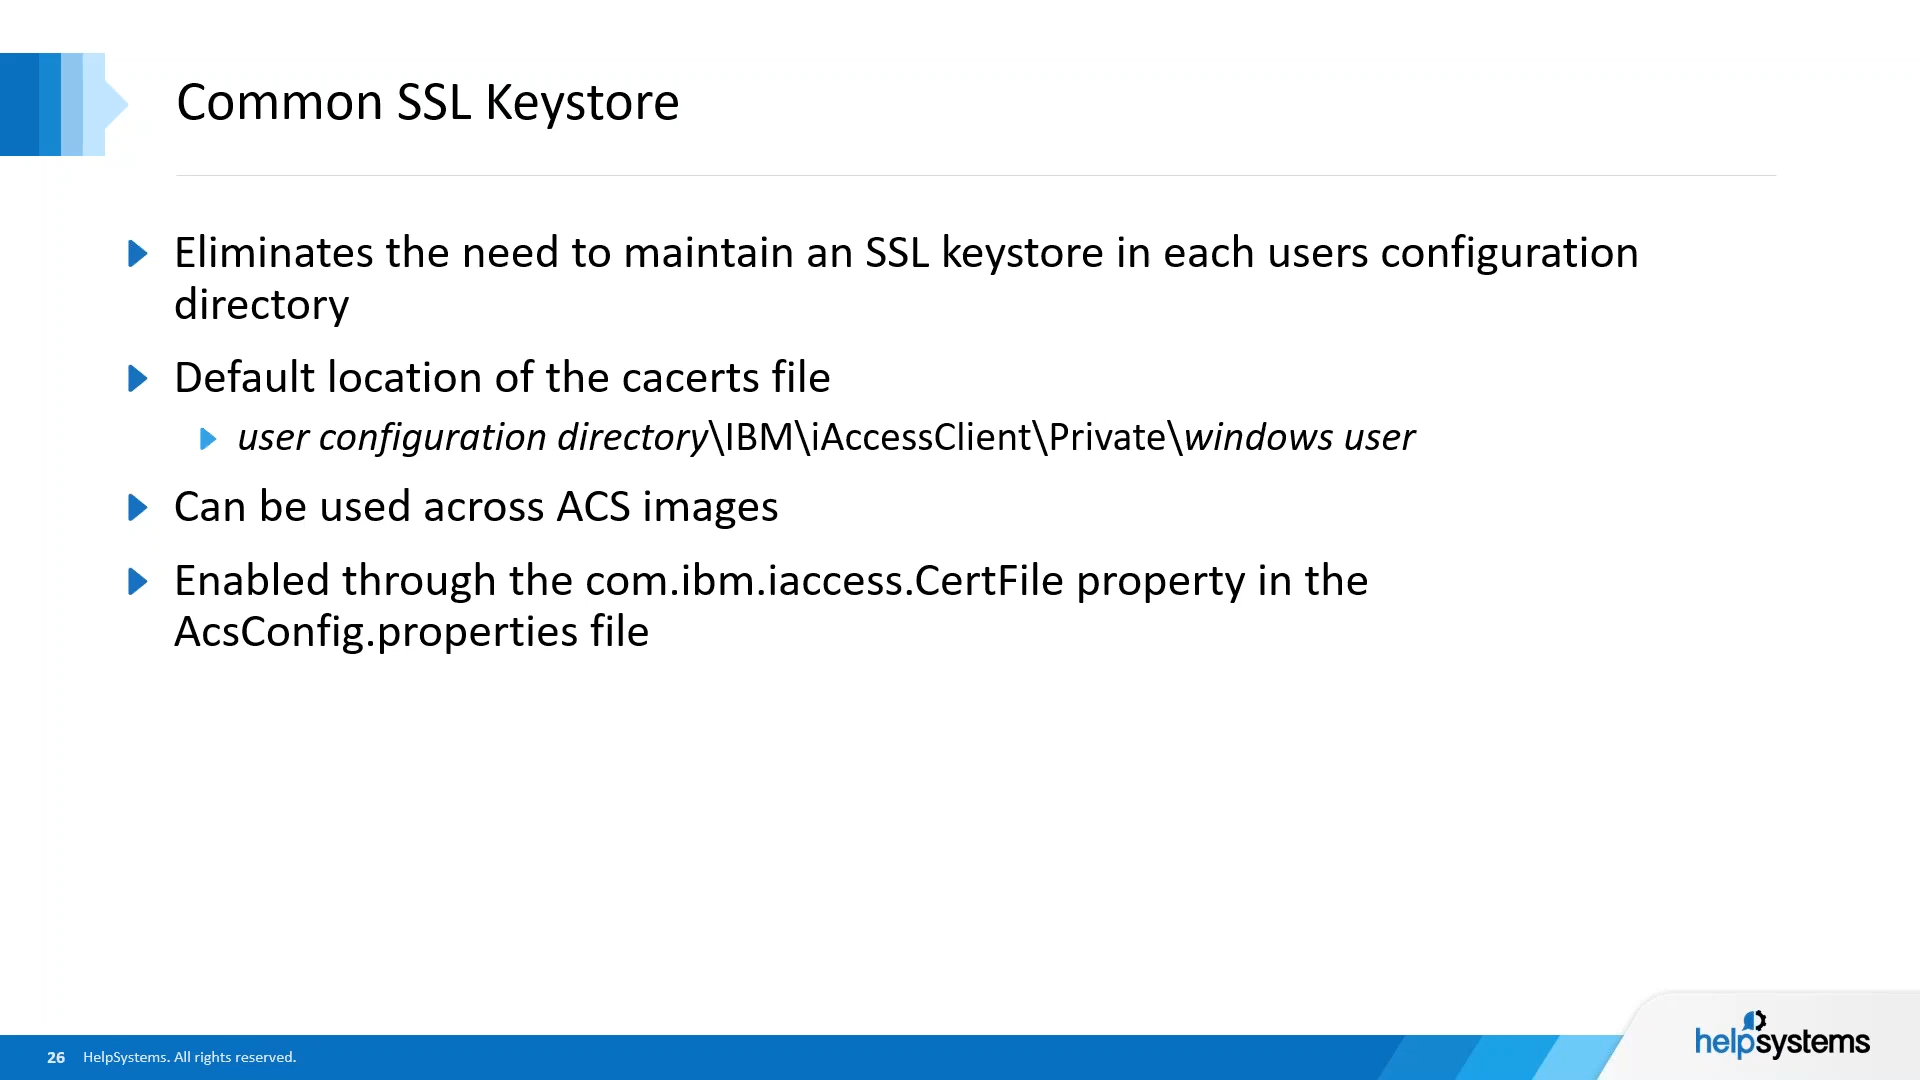 Common SSL Keystore
Eliminates the need to maintain an SSL keystore in each users configuration
directory
Default location of the cacerts file
user configuration directory\IBM\iAccessClient\Private\windows user
Can be used across ACS images
Enabled through the com.ibm.iaccess.CertFile property in the
AcsConfig.properties file
26 HelpSystems. All rights reserved.
helpsystems